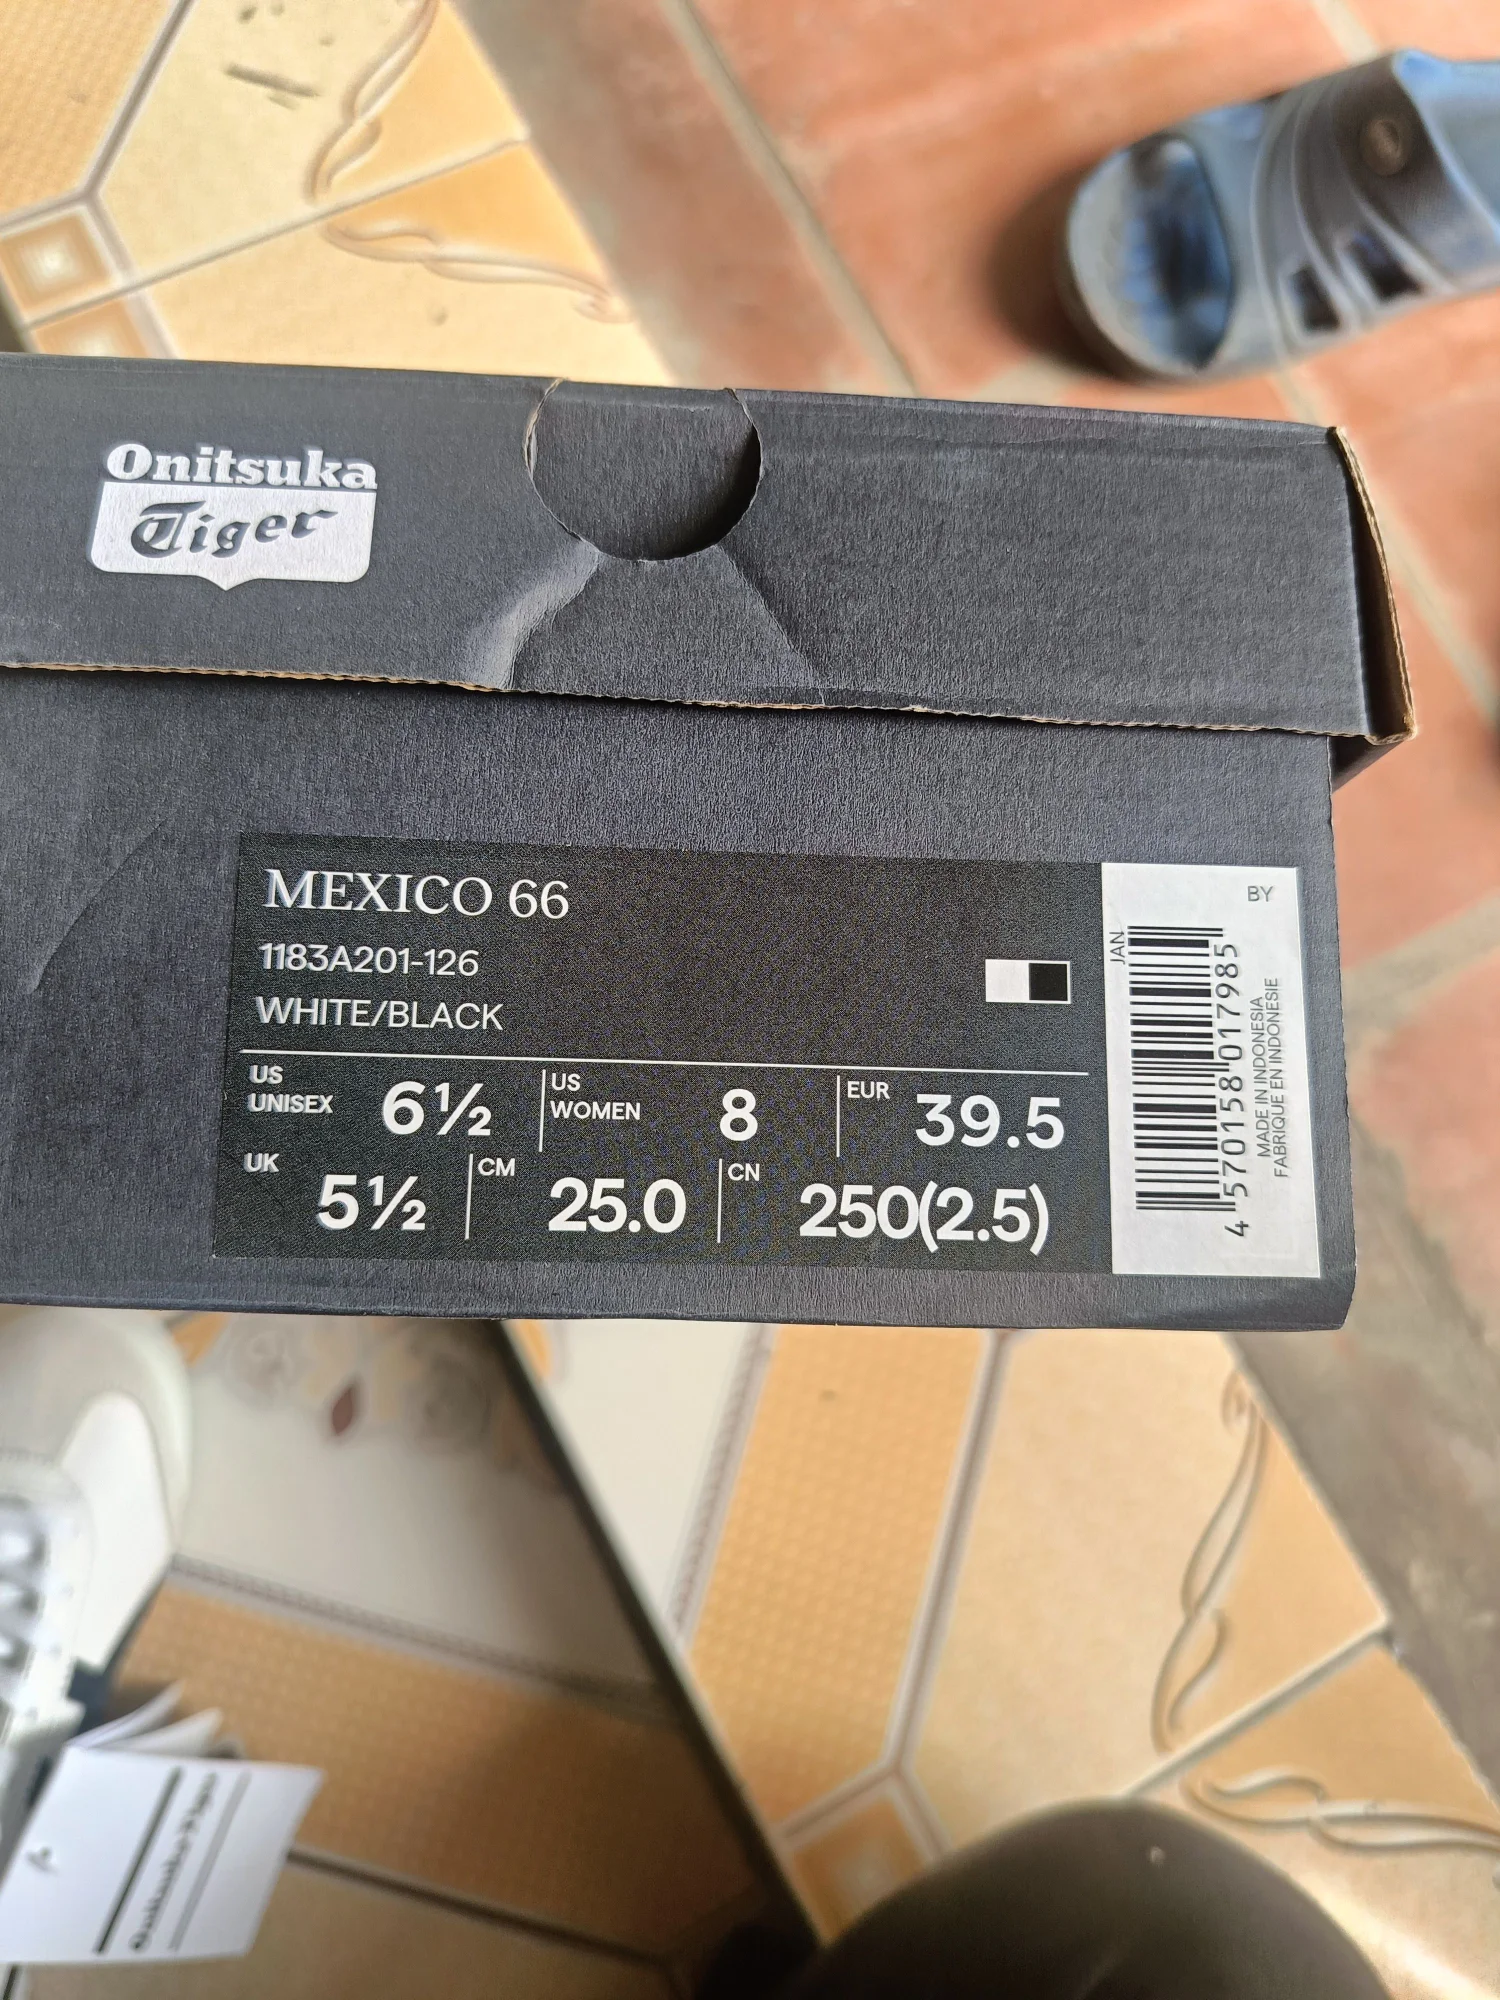 Onitsuka
Tiger
MEXICO 66
1183A201-126
WHITE/BLACK
US
UNISEX
6½
US
WOMEN
8
EUR
39.5
UK
5½
CM
25.0
CN
250(2.5)
BY
JAN
4 570158 017985
MADE IN INDONESIA
FABRIQUE EN INDONESIE
Onitsuka Tiger